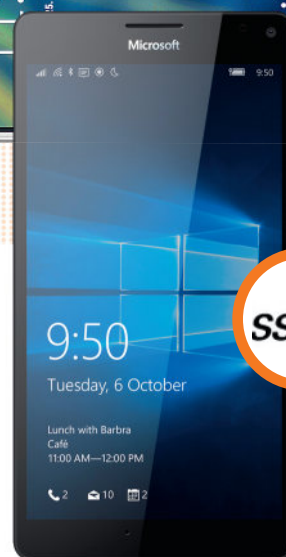 Microsoft
9:50
9:50
Tuesday, 6 October
Lunch with Barbra
Café
11:00 AM—12:00 PM
2 10 2